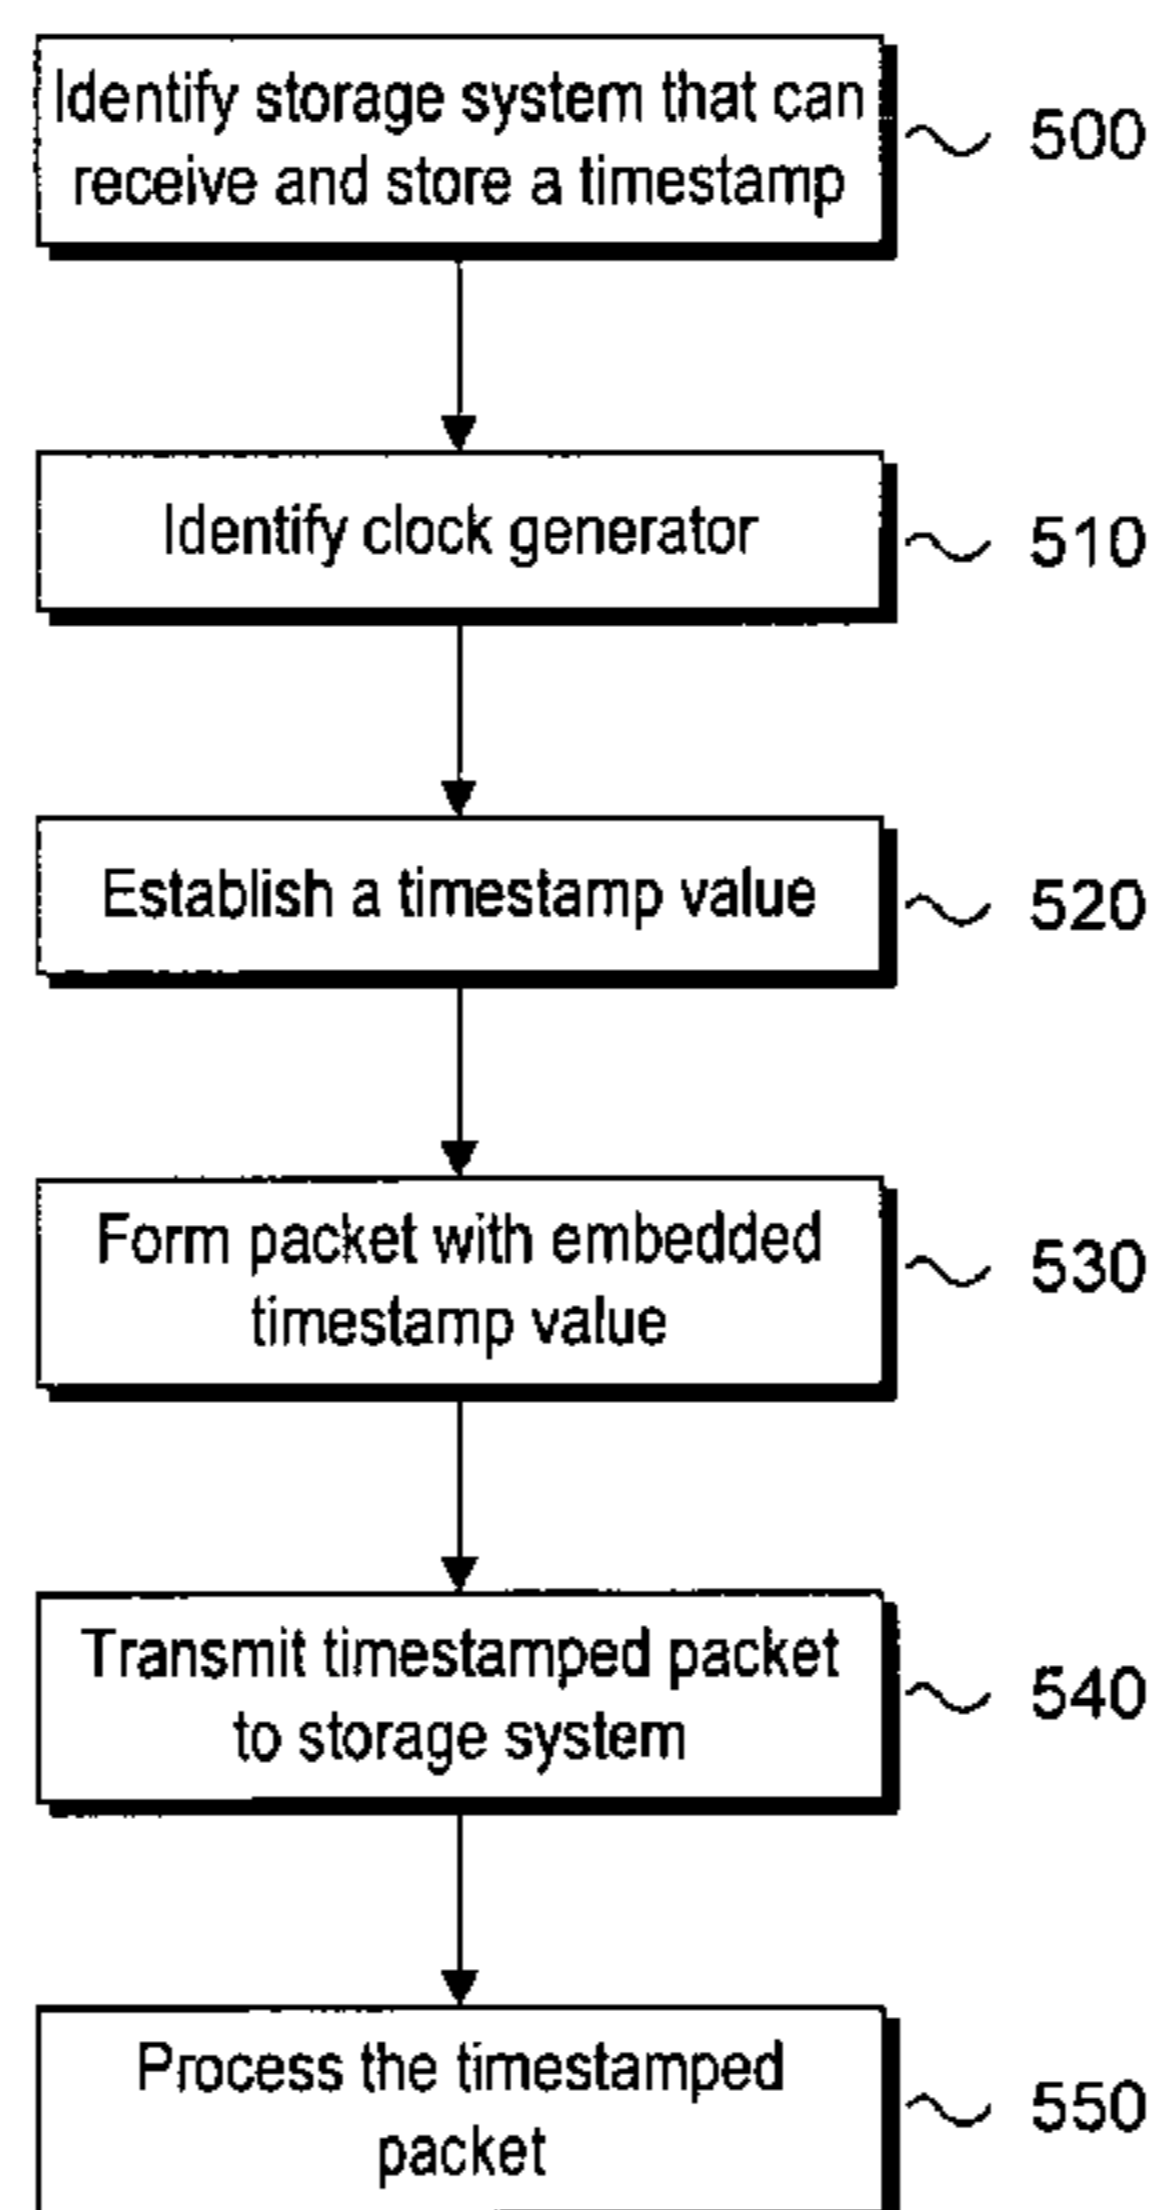 Identify storage system that can
receive and store a timestamp
500
Identify clock generator
510
Establish a timestamp value
520
Form packet with embedded
timestamp value
530
Transmit timestamped packet
to storage system
540
Process the timestamped
packet
550